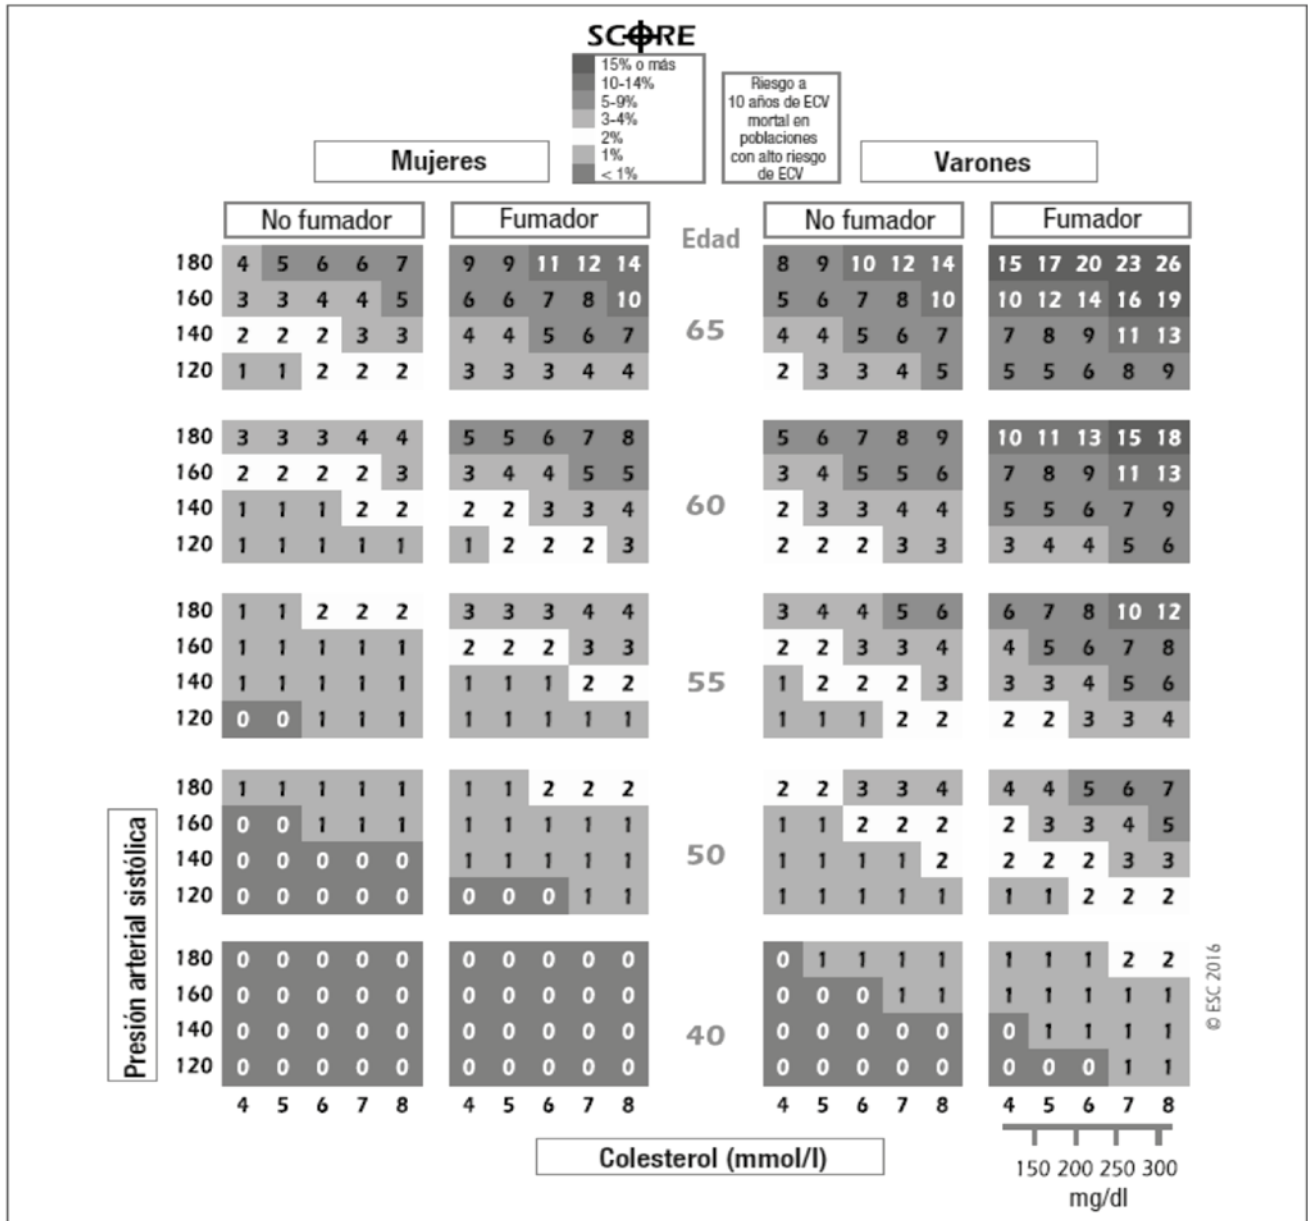 SCORE
15% o más
10-14%
5-9%
3-4%
2%
1%
< 1%
Riesgo a
10 años de ECV
mortal en
poblaciones
con alto riesgo
de ECV
Mujeres
Varones
No fumador
Fumador
Edad
No fumador
Fumador
180 4 5 6 6 7 9 9 11 12 14 8 9 10 12 14 15 17 20 23 26
160 3 3 4 4 5 6 6 7 8 10 5 6 7 8 10 10 12 14 16 19
65
140 2 2 2 3 3 4 4 5 6 7 4 4 5 6 7 7 8 9 11 13
120 1 1 2 2 2 3 3 3 4 4 2 3 3 4 5 5 5 6 8 9
180 3 3 3 4 4 5 5 6 7 8 5 6 7 8 9 10 11 13 15 18
160 2 2 2 2 3 3 4 4 5 5 3 4 5 5 6 7 8 9 11 13
60
140 1 1 1 2 2 2 2 3 3 4 2 3 3 4 4 5 5 6 7 9
120 1 1 1 1 1 1 2 2 2 3 2 2 2 3 3 3 4 4 5 6
180 1 1 2 2 2 3 3 3 4 4 3 4 4 5 6 6 7 8 10 12
160 1 1 1 1 1 2 2 2 3 3 2 2 3 3 4 4 5 6 7 8
55
140 1 1 1 1 1 1 1 1 2 2 1 2 2 2 3 3 3 4 5 6
120 0 0 1 1 1 1 1 1 1 1 1 1 1 2 2 2 2 3 3 4
180 1 1 1 1 1 1 1 2 2 2 2 2 3 3 4 4 4 5 6 7
160 0 0 1 1 1 1 1 1 1 1 1 1 2 2 2 2 3 3 4 5
50
140 0 0 0 0 0 1 1 1 1 1 1 1 1 1 2 2 2 2 3 3
120 0 0 0 0 0 0 0 0 1 1 1 1 1 1 1 1 1 2 2 2
180 0 0 0 0 0 0 0 0 0 0 0 1 1 1 1 1 1 1 2 2
160 0 0 0 0 0 0 0 0 0 0 0 0 0 1 1 1 1 1 1 1
40
140 0 0 0 0 0 0 0 0 0 0 0 0 0 0 0 0 1 1 1 1
120 0 0 0 0 0 0 0 0 0 0 0 0 0 0 0 0 0 0 1 1
4 5 6 7 8 4 5 6 7 8 4 5 6 7 8 4 5 6 7 8
Presión arterial sistólica
Colesterol (mmol/l)
150 200 250 300
mg/dl
© ESC 2016